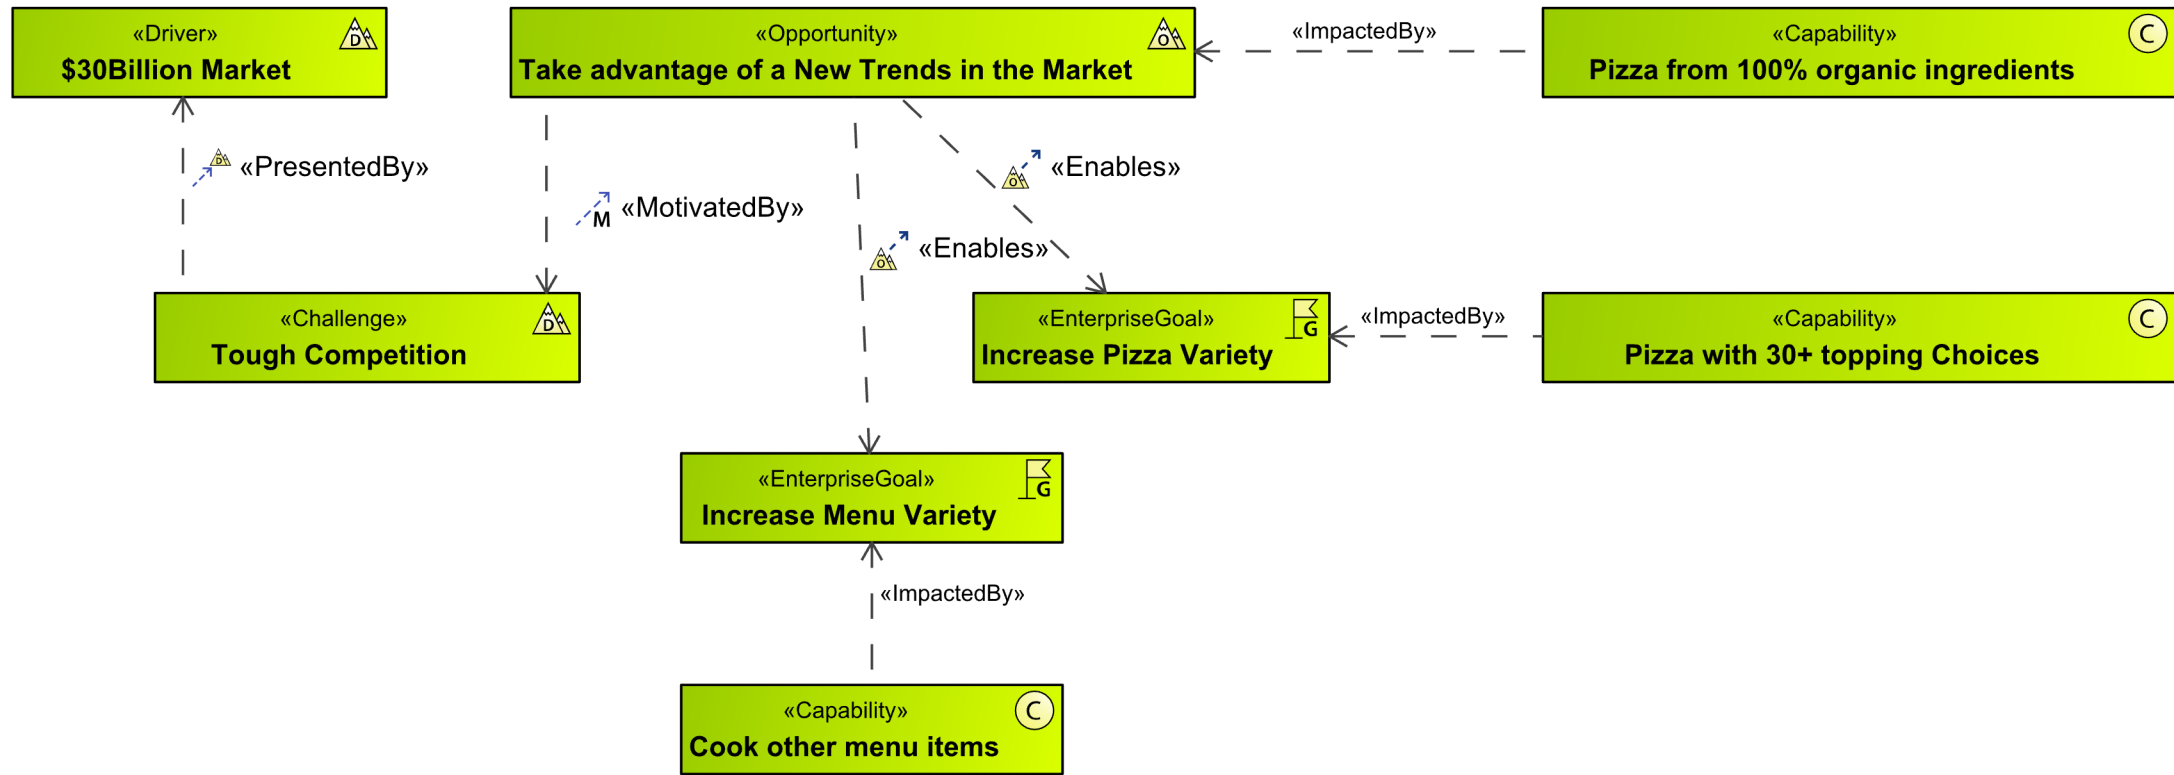 «Driver»
D
$30Billion Market
«Opportunity»
O
Take advantage of a New Trends in the Market
«ImpactedBy»
«Capability»
C
Pizza from 100% organic ingredients
D
«PresentedBy»
M
«MotivatedBy»
O
«Enables»
O
«Enables»
«Challenge»
D
Tough Competition
«EnterpriseGoal»
G
Increase Pizza Variety
«ImpactedBy»
«Capability»
C
Pizza with 30+ topping Choices
«EnterpriseGoal»
G
Increase Menu Variety
«ImpactedBy»
«Capability»
C
Cook other menu items